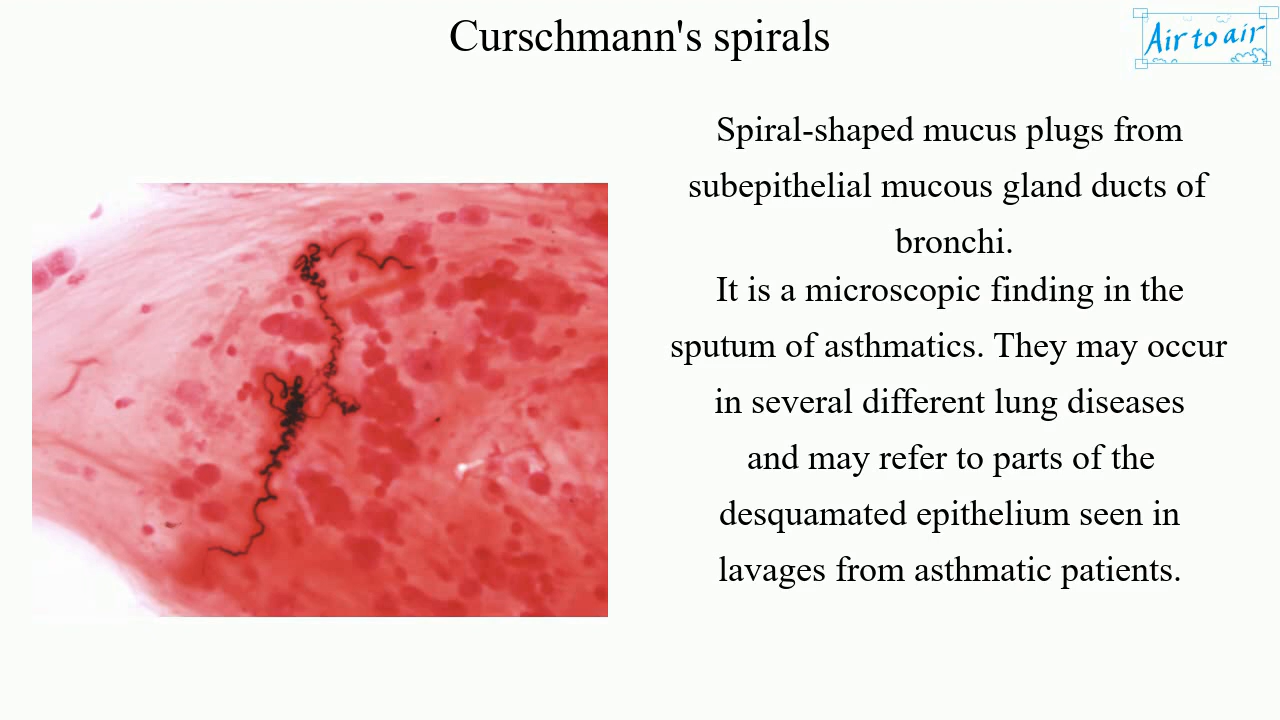 Curschmann's spirals
Air to air
Spiral-shaped mucus plugs from
subepithelial mucous gland ducts of
bronchi.
It is a microscopic finding in the
sputum of asthmatics. They may occur
in several different lung diseases
and may refer to parts of the
desquamated epithelium seen in
lavages from asthmatic patients.